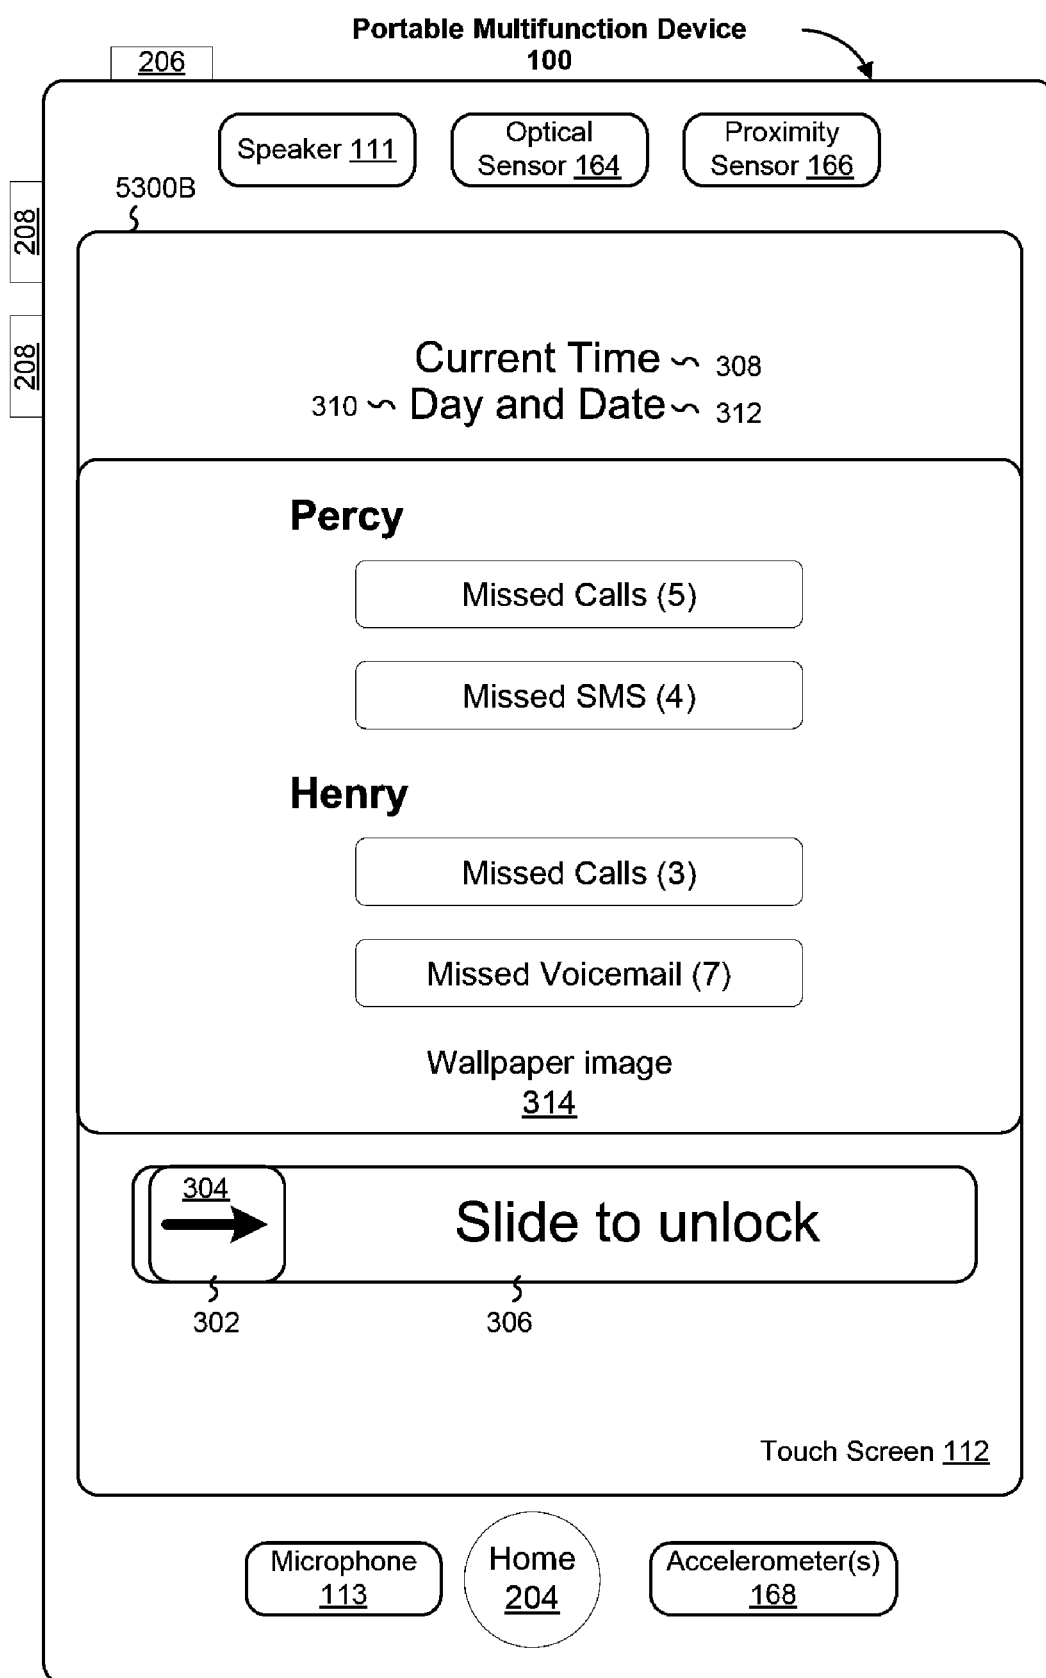 Portable Multifunction Device
100
206
Speaker 111
Optical
Sensor 164
Proximity
Sensor 166
5300B
208
208
Current Time 308
310 Day and Date 312
Percy
Missed Calls (5)
Missed SMS (4)
Henry
Missed Calls (3)
Missed Voicemail (7)
Wallpaper image
314
304
Slide to unlock
302
306
Touch Screen 112
Microphone
113
Home
204
Accelerometer(s)
168